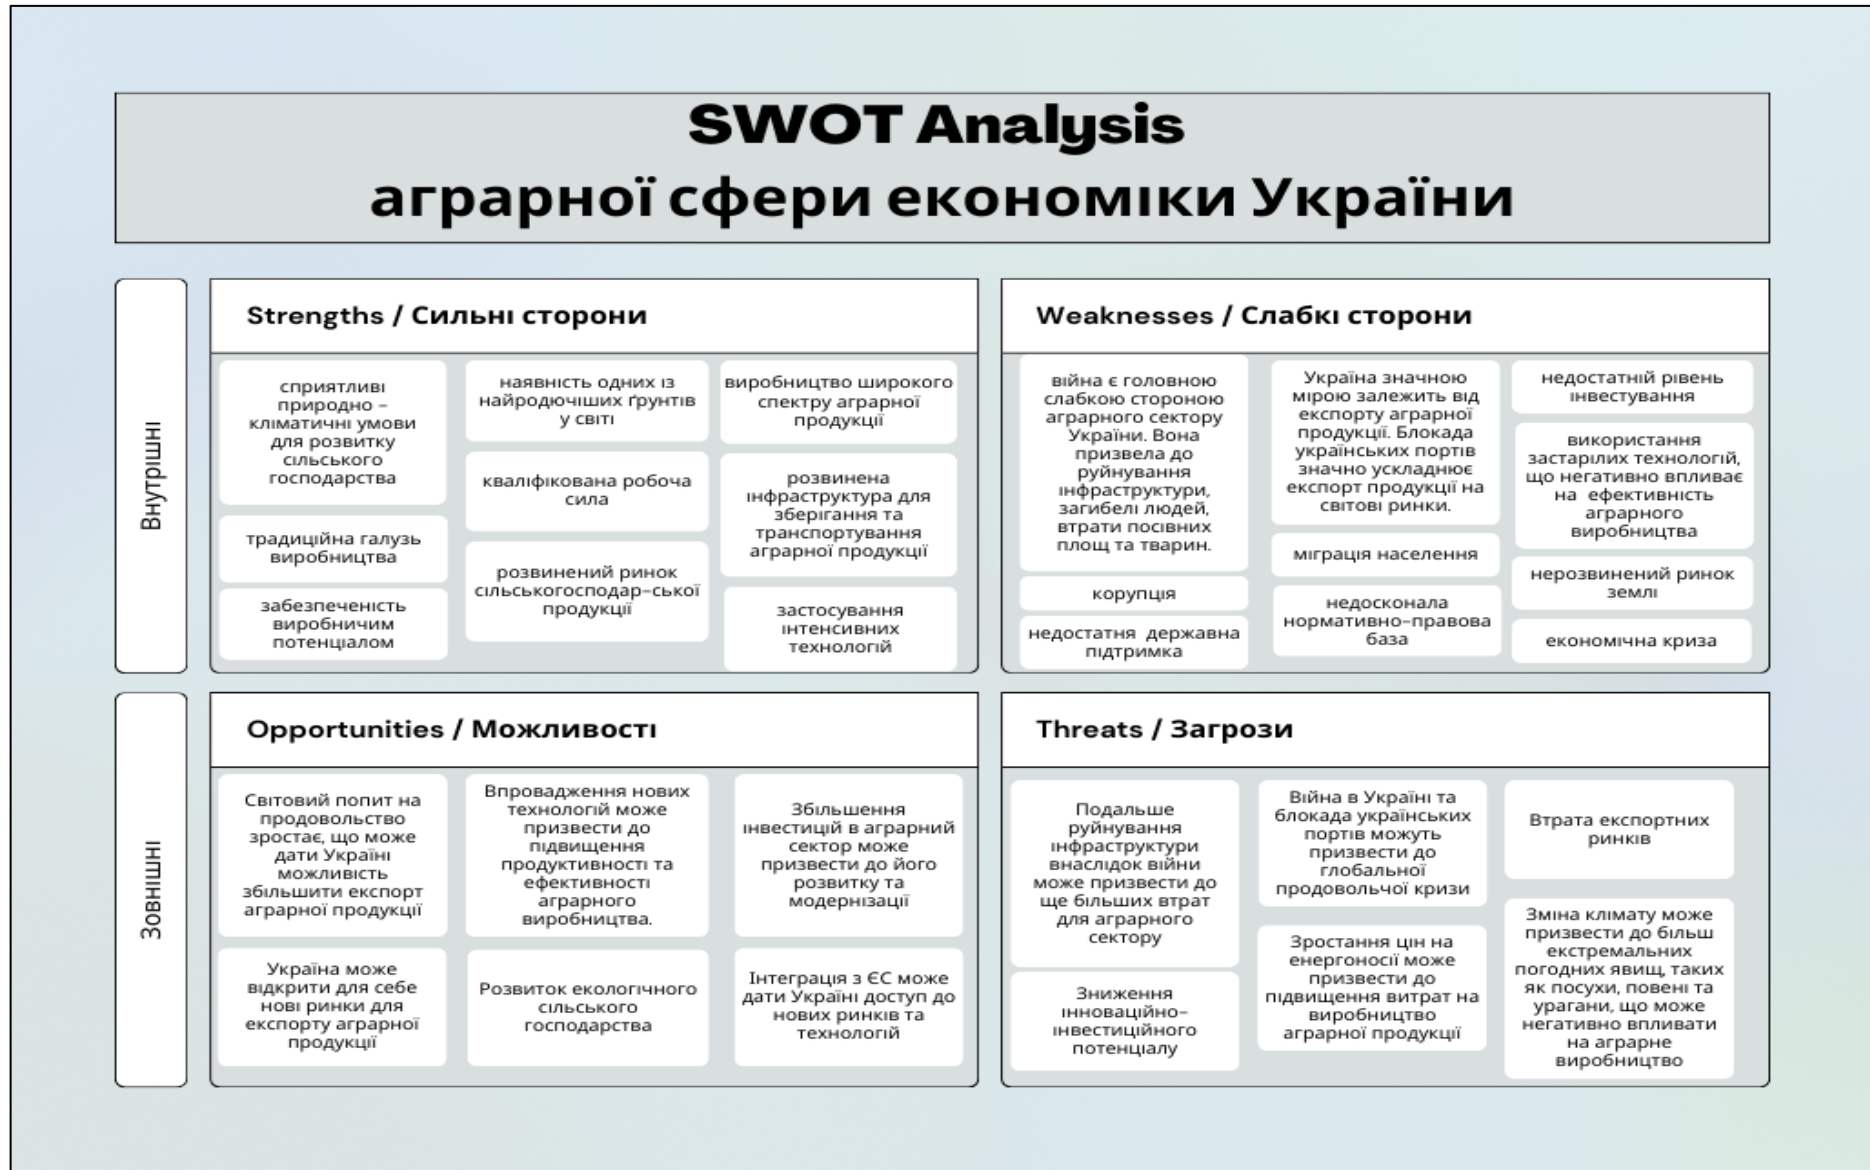 SWOT Analysis
аграрної сфери економіки України
Внутрішні
Strengths / Сильні сторони
сприятливі
природно –
кліматичні умови
для розвитку
сільського
господарства
традиційна галузь
виробництва
забезпеченість
виробничим
потенціалом
наявність одних із
найродючіших ґрунтів
у світі
кваліфікована робоча
сила
розвинений ринок
сільськогосподар-ської
продукції
виробництво широкого
спектру аграрної
продукції
розвинена
інфраструктура для
зберігання та
транспортування
аграрної продукції
застосування
інтенсивних
технологій
Weaknesses / Слабкі сторони
війна є головною
слабкою стороною
аграрного сектору
України. Вона
призвела до
руйнування
інфраструктури,
загибелі людей,
втрати посівних
площ та тварин.
корупція
недостатня державна
підтримка
Україна значною
мірою залежить від
експорту аграрної
продукції. Блокада
українських портів
значно ускладнює
експорт продукції на
світові ринки.
міграція населення
недосконала
нормативно-правова
база
недостатній рівень
інвестування
використання
застарілих технологій,
що негативно впливає
на ефективність
аграрного
виробництва
нерозвинений ринок
землі
економічна криза
Зовнішні
Opportunities / Можливості
Світовий попит на
продовольство
зростає, що може
дати Україні
можливість
збільшити експорт
аграрної продукції
Україна може
відкрити для себе
нові ринки для
експорту аграрної
продукції
Впровадження нових
технологій може
призвести до
підвищення
продуктивності та
ефективності
аграрного
виробництва.
Розвиток екологічного
сільського
господарства
Збільшення
інвестицій в аграрний
сектор може
призвести до його
розвитку та
модернізації
Інтеграція з ЄС може
дати Україні доступ до
нових ринків та
технологій
Threats / Загрози
Подальше
руйнування
інфраструктури
внаслідок війни
може призвести до
ще більших втрат
для аграрного
сектору
Зниження
інноваційно-
інвестиційного
потенціалу
Війна в Україні та
блокада українських
портів можуть
призвести до
глобальної
продовольчої кризи
Зростання цін на
енергоносії може
призвести до
підвищення витрат на
виробництво
аграрної продукції
Втрата експортних
ринків
Зміна клімату може
призвести до більш
екстремальних
погодних явищ, таких
як посухи, повені та
урагани, що може
негативно впливати
на аграрне
виробництво